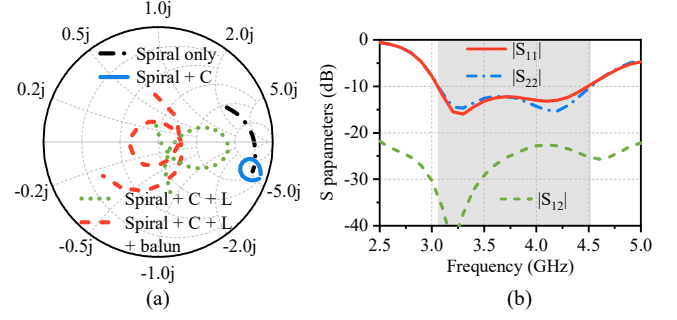 (a)
1.0j
0.5j
2.0j
Spiral only
Spiral + C
0.2j
5.0j
-0.2j
-5.0j
Spiral + C + L
Spiral + C + L
+ balun
-0.5j
-2.0j
-1.0j
(a)
0
-10
-20
-30
-40
S papameters (dB)
|S11|
|S22|
|S12|
2.5
3.0
3.5
4.0
4.5
5.0
Frequency (GHz)
(b)